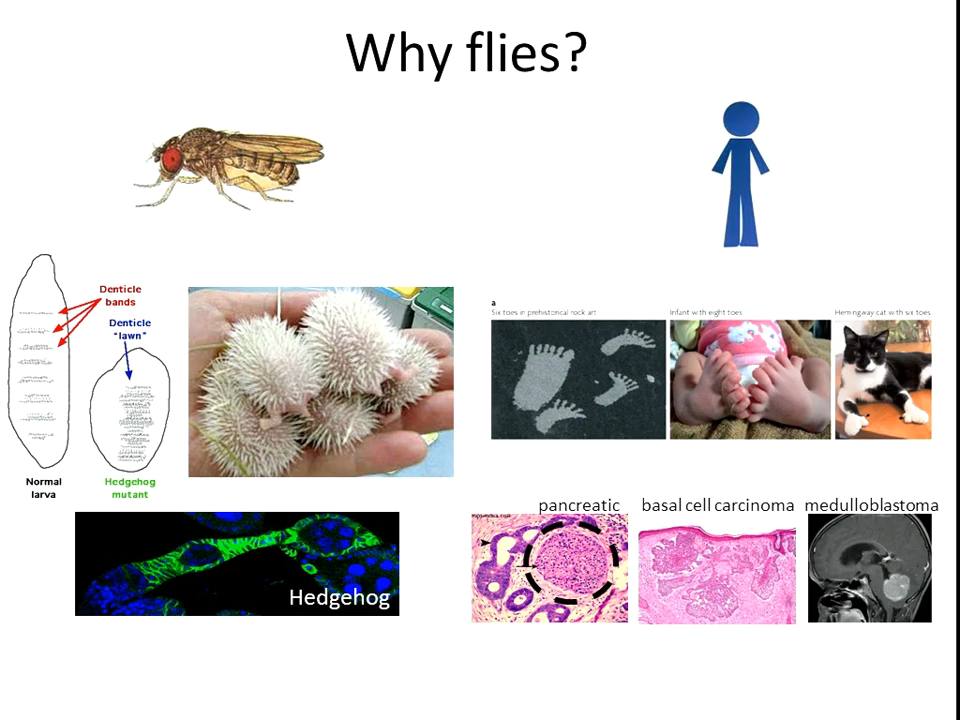 Why flies?
Denticle
bands
Denticle
"lawn"
Normal
larva
Hedgehog
mutant
Hedgehog
a
Six toes in prehistorical rock art
Infant with eight toes
Hemingway cat with six toes
pancreatic
basal cell carcinoma
medulloblastoma